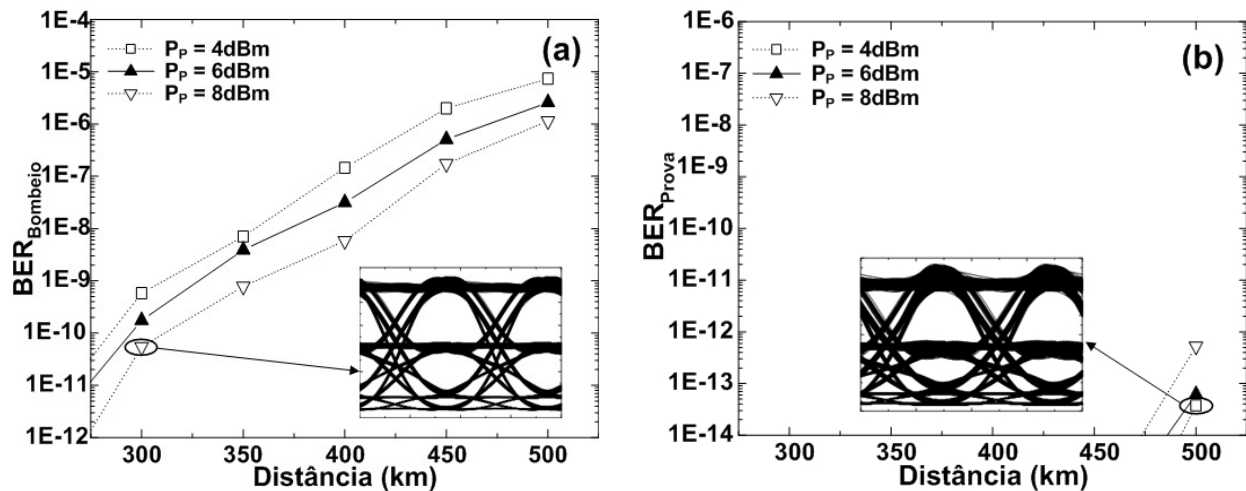 (a)
P_P = 4dBm
P_P = 6dBm
P_P = 8dBm
BER_Bombeio
1E-4
1E-5
1E-6
1E-7
1E-8
1E-9
1E-10
1E-11
1E-12
300 350 400 450 500
Distância (km)
(b)
P_P = 4dBm
P_P = 6dBm
P_P = 8dBm
BER_Prova
1E-6
1E-7
1E-8
1E-9
1E-10
1E-11
1E-12
1E-13
1E-14
300 350 400 450 500
Distância (km)